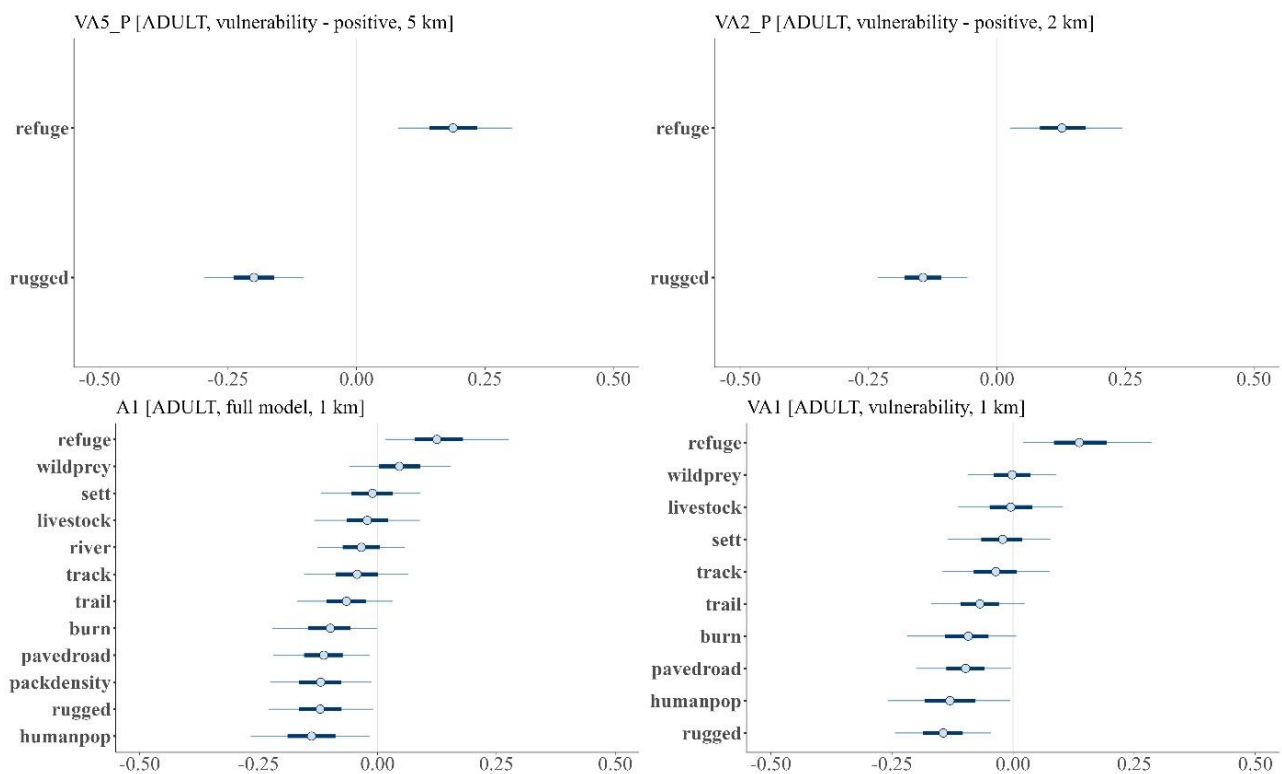 VA5_P [ADULT, vulnerability - positive, 5 km]
refuge
rugged
-0.50 -0.25 0.00 0.25 0.50
VA2_P [ADULT, vulnerability - positive, 2 km]
refuge
rugged
-0.50 -0.25 0.00 0.25 0.50
A1 [ADULT, full model, 1 km]
refuge
wildprey
sett
livestock
river
track
trail
burn
pavedroad
packdensity
rugged
humanpop
-0.50 -0.25 0.00 0.25 0.50
VA1 [ADULT, vulnerability, 1 km]
refuge
wildprey
livestock
sett
track
trail
burn
pavedroad
humanpop
rugged
-0.50 -0.25 0.00 0.25 0.50